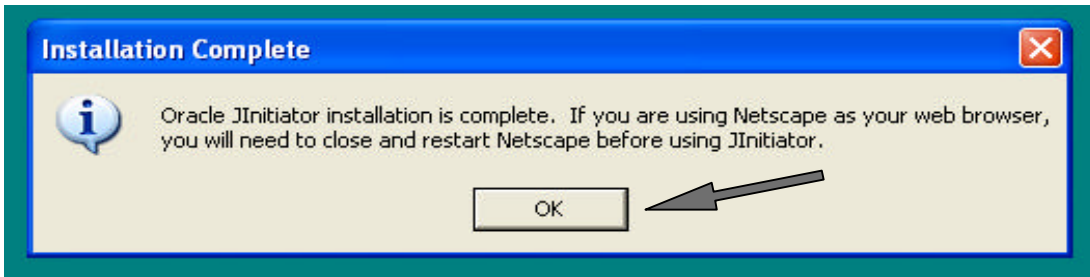 Installation Complete
Oracle JInitiator installation is complete.  If you are using Netscape as your web browser,
you will need to close and restart Netscape before using JInitiator.
OK